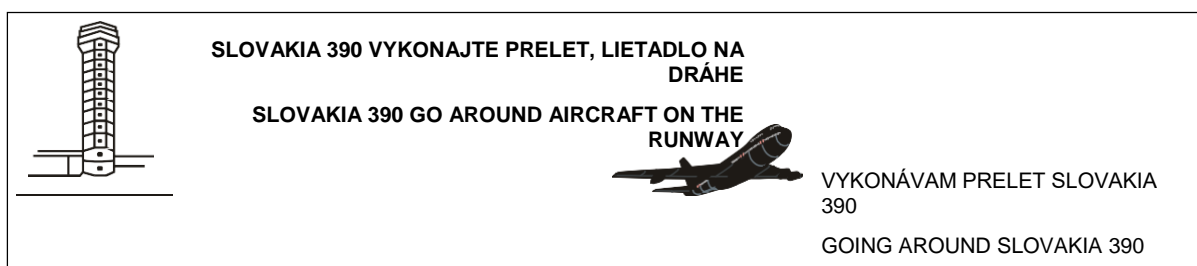 SLOVAKIA 390 VYKONAJTE PRELET, LIETADLO NA
DRÁHE
SLOVAKIA 390 GO AROUND AIRCRAFT ON THE
RUNWAY
VYKONÁVAM PRELET SLOVAKIA
390
GOING AROUND SLOVAKIA 390